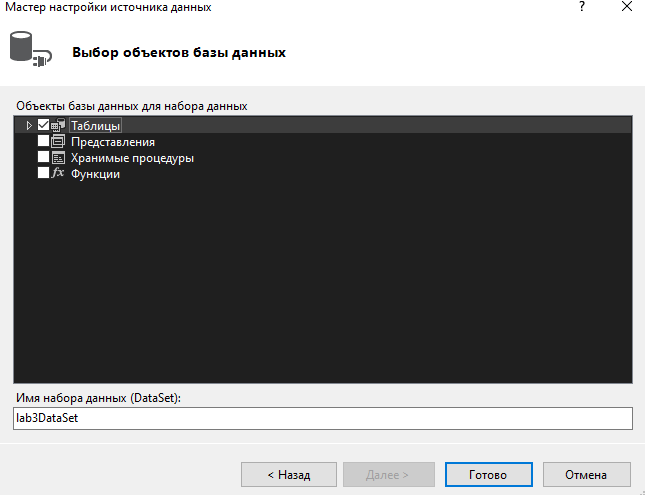 Мастер настройки источника данных
?
Выбор объектов базы данных
Объекты базы данных для набора данных
Таблицы
Представления
Хранимые процедуры
fx Функции
Имя набора данных (DataSet):
lab3DataSet
< Назад Далее > Готово Отмена